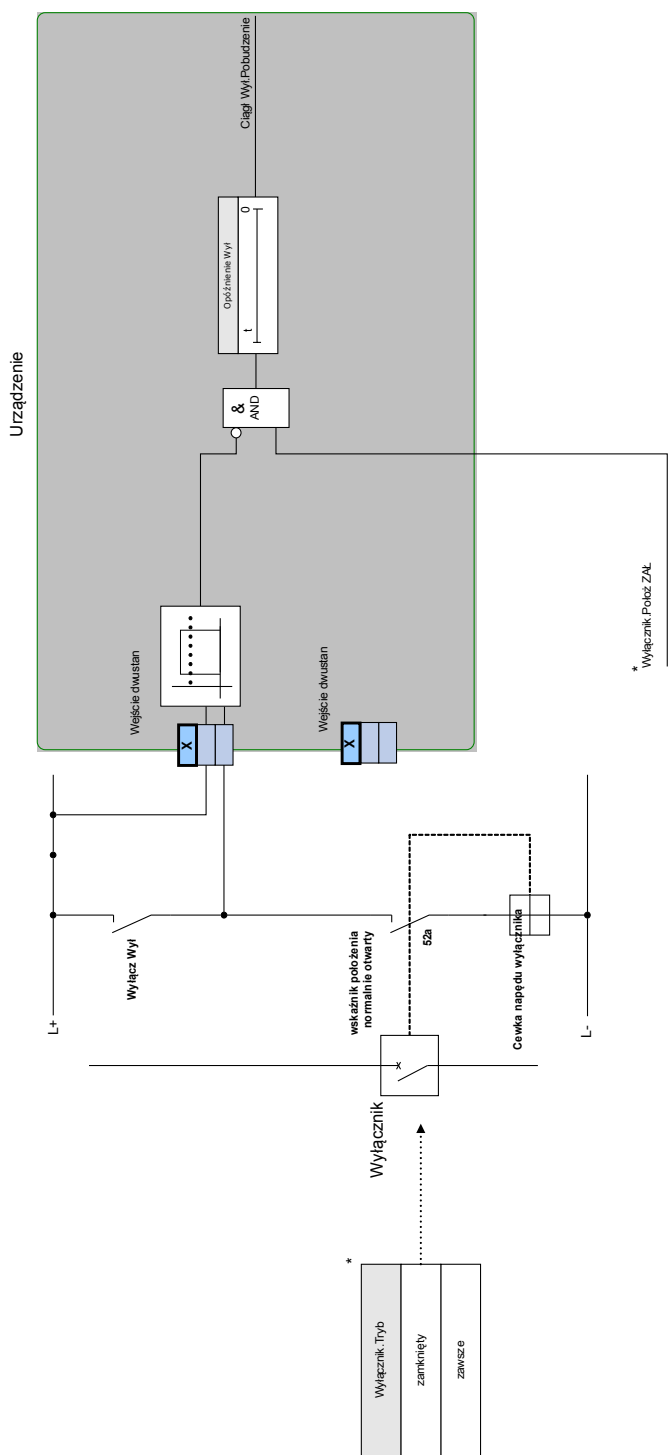 Urządzenie
Ciągł Wył.Pobudzenie
Opóźnienie Wył
t
0
&
AND
Wejście dwustan
X
Wejście dwustan
X
*
Wyłącznik.Położ ZAŁ
L+
Wyłącz Wył
wskaźnik położenia
normalnie otwarty
52a
Cewka napędu wyłącznika
L-
Wyłącznik
x
*
Wyłącznik.Tryb
zamknięty
zawsze